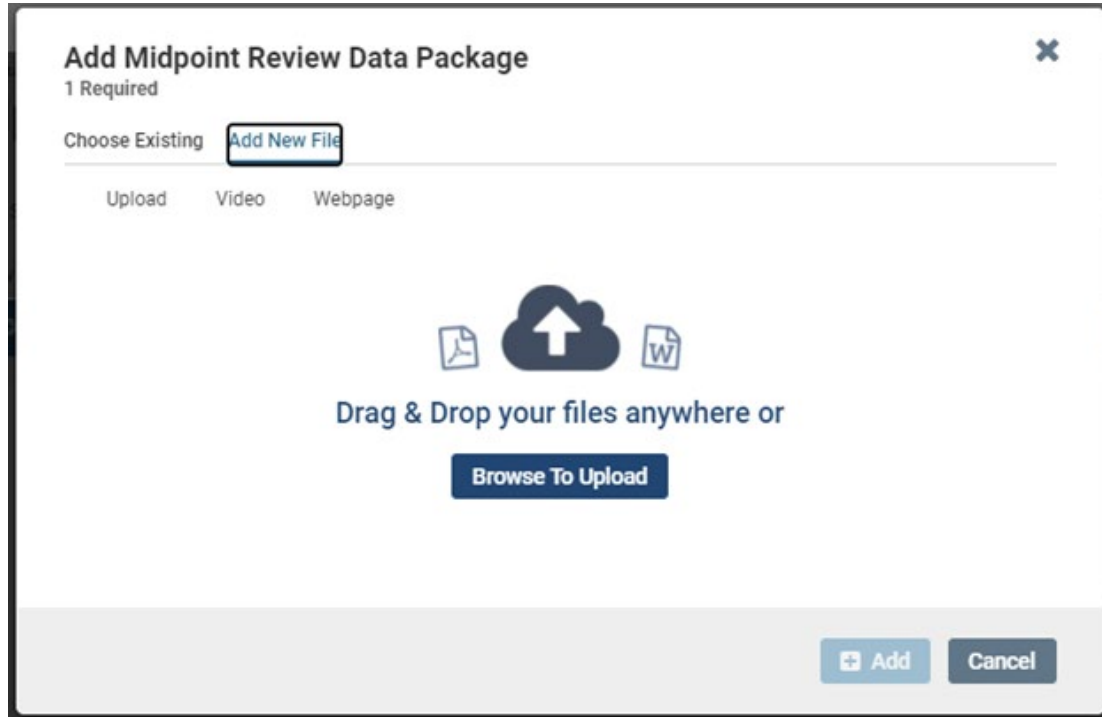 Add Midpoint Review Data Package
1 Required
Choose Existing Add New File
Upload Video Webpage
W
Drag & Drop your files anywhere or
Browse To Upload
Add Cancel